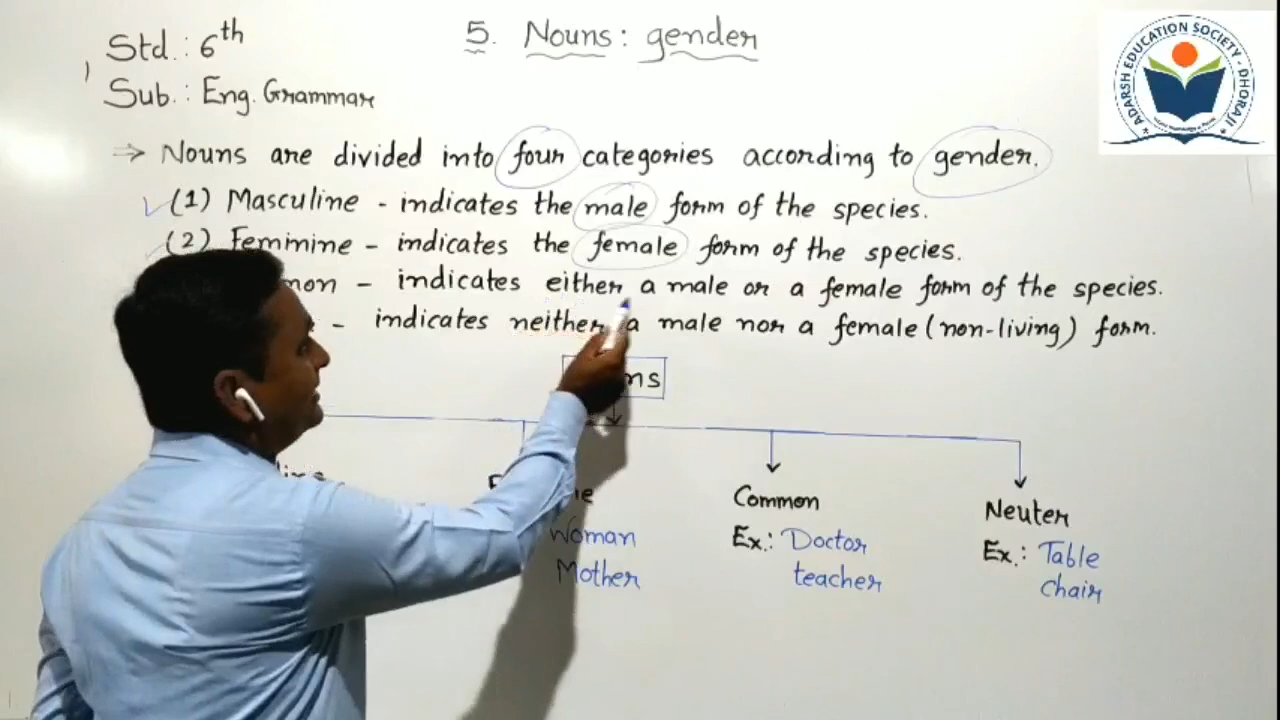 Std.: 6th
Sub.: Eng. Grammar
5. Nouns: gender
ADARSH EDUCATION SOCIETY - DHORAJI
⇒ Nouns are divided into four categories according to gender.
(1) Masculine - indicates the male form of the species.
(2) Feminine - indicates the female form of the species.
mon - indicates either a male or a female form of the species.
- indicates neither a male nor a female (non-living) form.
ns
Common
Ex.: Doctor
teacher
Neuter
Ex.: Table
chair
Woman
Mother